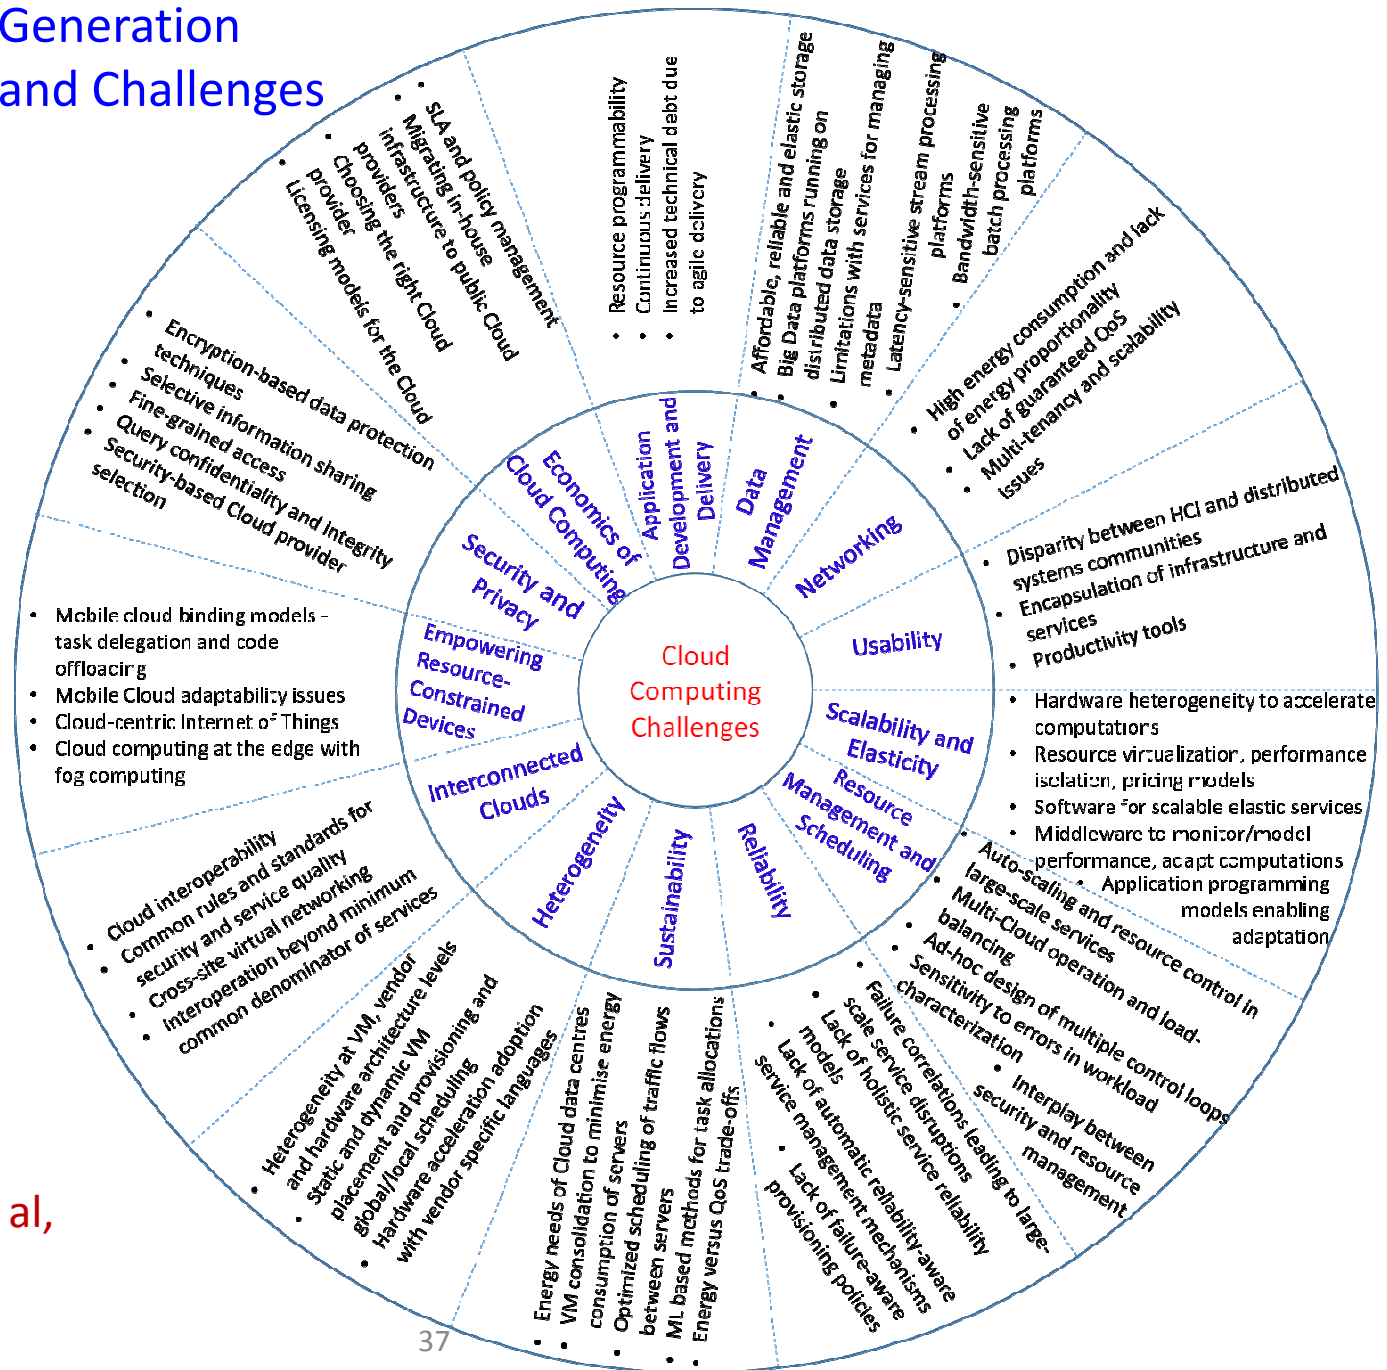 Generation
and Challenges
Cloud
Computing
Challenges
Application
Development and
Delivery
Resource programmability
Continuous delivery
Increased technical debt due
to agile delivery
Data
Management
Affordable, reliable and elastic storage
Big Data platforms running on
distributed data storage
Limitations with services for managing
metadata
Latency-sensitive stream processing
platforms
Bandwidth-sensitive
batch processing
platforms
Networking
High energy consumption and lack
of energy proportionality
Lack of guaranteed QoS
Multi-tenancy and scalability
issues
Usability
Disparity between HCI and distributed
systems communities
Encapsulation of infrastructure and
services
Productivity tools
Scalability and
Elasticity
Hardware heterogeneity to accelerate
computations
Resource virtualization, performance
isolation, pricing models
Software for scalable elastic services
Middleware to monitor/model
performance, adapt computations
Application programming
models enabling
adaptation
Resource
Management and
Scheduling
Auto-scaling and resource control in
large-scale services
Multi-Cloud operation and load-
balancing
Ad-hoc design of multiple control loops
Sensitivity to errors in workload
characterization
Interplay between
security and resource
management
Reliability
Failure correlations leading to large-
scale service disruptions
Lack of holistic service reliability
models
Lack of automatic reliability-aware
service management mechanisms
Lack of failure-aware
provisioning policies
Sustainability
Energy needs of Cloud data centres
VM consolidation to minimise energy
consumption of servers
Optimized scheduling of traffic flows
between servers
ML based methods for task allocations
Energy versus QoS trade-offs
Heterogeneity
Heterogeneity at VM, vendor
and hardware architecture levels
Static and dynamic VM
placement and provisioning and
global/local scheduling
Hardware acceleration adoption
with vendor specific languages
Interconnected
Clouds
Cloud interoperability
Common rules and standards for
security and service quality
Cross-site virtual networking
Interoperation beyond minimum
common denominator of services
Empowering
Resource-
Constrained
Devices
Mobile cloud binding models –
task delegation and code
offloading
Mobile Cloud adaptability issues
Cloud-centric Internet of Things
Cloud computing at the edge with
fog computing
Security and
Privacy
Encryption-based data protection
techniques
Selective information sharing
Fine-grained access
Query confidentiality and integrity
Security-based Cloud provider
selection
Economics of
Cloud Computing
SLA and policy management
Migrating in-house
infrastructure to public Cloud
providers
Choosing the right Cloud
provider
Licensing models for the Cloud
al,
37